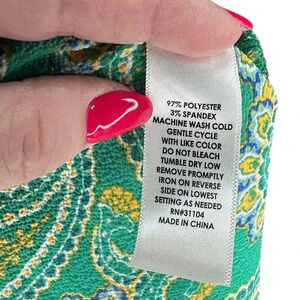 97% POLYESTER
3% SPANDEX
MACHINE WASH COLD
GENTLE CYCLE
WITH LIKE COLOR
DO NOT BLEACH
TUMBLE DRY LOW
REMOVE PROMPTLY
IRON ON REVERSE
SIDE ON LOWEST
SETTING AS NEEDED
RN#31104
MADE IN CHINA